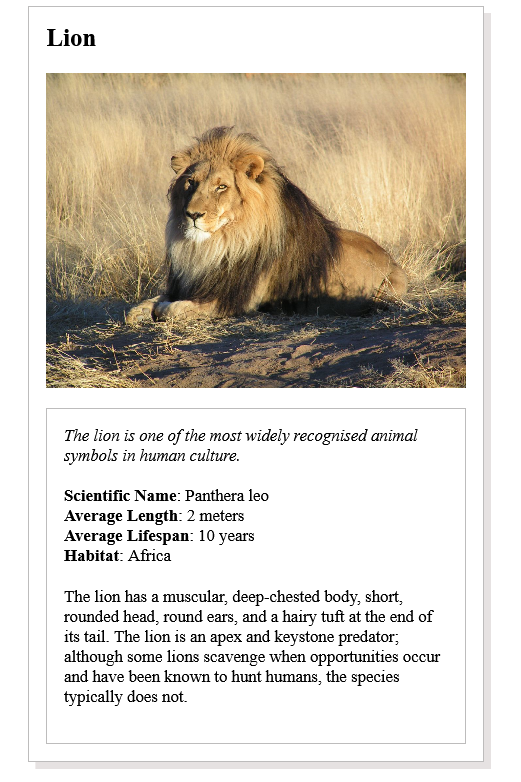 Lion
The lion is one of the most widely recognised animal
symbols in human culture.
Scientific Name: Panthera leo
Average Length: 2 meters
Average Lifespan: 10 years
Habitat: Africa
The lion has a muscular, deep-chested body, short,
rounded head, round ears, and a hairy tuft at the end of
its tail. The lion is an apex and keystone predator;
although some lions scavenge when opportunities occur
and have been known to hunt humans, the species
typically does not.